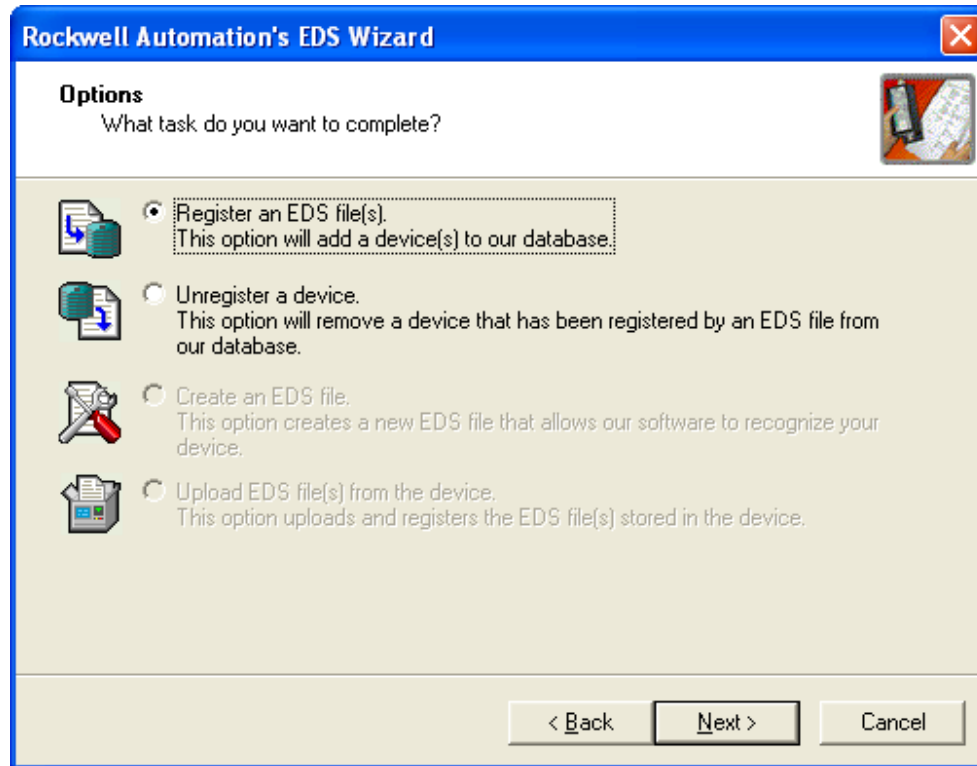 Rockwell Automation's EDS Wizard
Options
What task do you want to complete?
Register an EDS file(s).
This option will add a device(s) to our database.
Unregister a device.
This option will remove a device that has been registered by an EDS file from
our database.
Create an EDS file.
This option creates a new EDS file that allows our software to recognize your
device.
Upload EDS file(s) from the device.
This option uploads and registers the EDS file(s) stored in the device.
< Back
Next >
Cancel